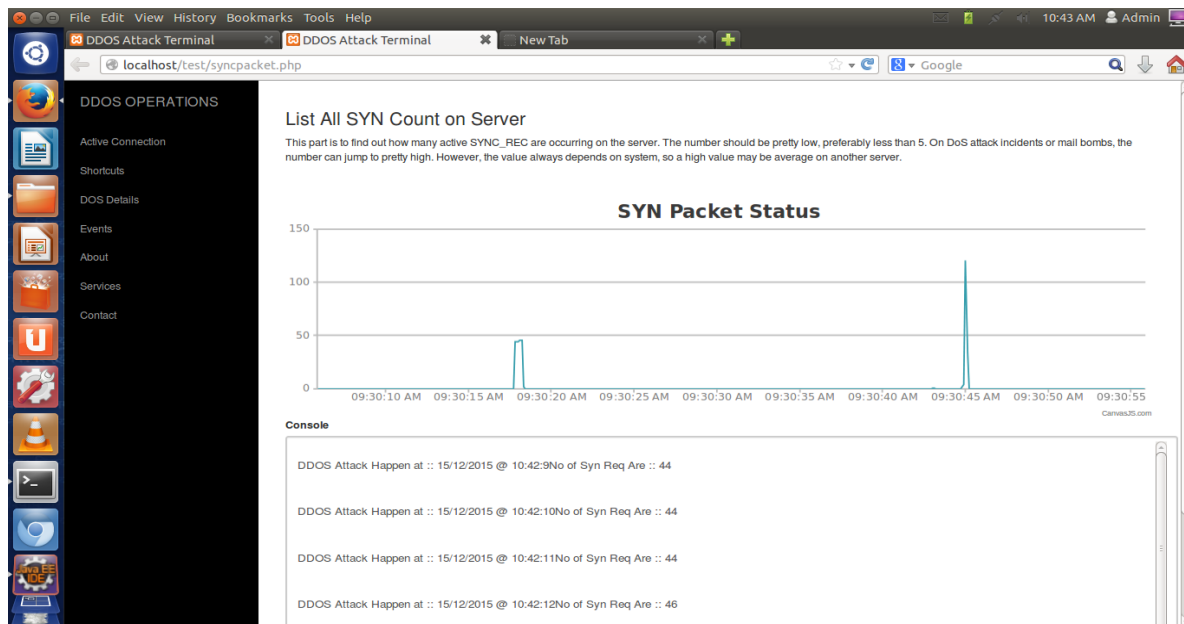 File Edit View History Bookmarks Tools Help
10:43 AM Admin
DDOS Attack Terminal
DDOS Attack Terminal
New Tab
localhost/test/syncpacket.php
Google
DDOS OPERATIONS
Active Connection
Shortcuts
DOS Details
Events
About
Services
Contact
List All SYN Count on Server
This part is to find out how many active SYNC_REC are occurring on the server. The number should be pretty low, preferably less than 5. On DoS attack incidents or mail bombs, the
number can jump to pretty high. However, the value always depends on system, so a high value may be average on another server.
SYN Packet Status
150
100
50
0
09:30:10 AM 09:30:15 AM 09:30:20 AM 09:30:25 AM 09:30:30 AM 09:30:35 AM 09:30:40 AM 09:30:45 AM 09:30:50 AM 09:30:55
CanvasJS.com
Console
DDOS Attack Happen at :: 15/12/2015 @ 10:42:9No of Syn Req Are :: 44
DDOS Attack Happen at :: 15/12/2015 @ 10:42:10No of Syn Req Are :: 44
DDOS Attack Happen at :: 15/12/2015 @ 10:42:11No of Syn Req Are :: 44
DDOS Attack Happen at :: 15/12/2015 @ 10:42:12No of Syn Req Are :: 46
Java EE
IDE